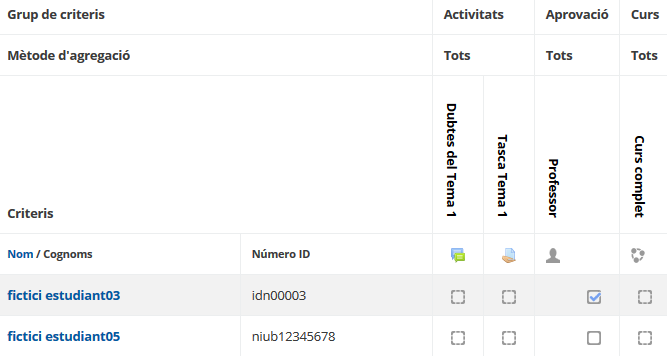 Grup de criteris Activitats Aprovació Curs
Mètode d'agregació Tots Tots Tots
Criteris Dubtes del Tema 1 Tasca Tema 1 Professor Curs complet
Nom / Cognoms Número ID
fictici estudiant03 idn00003
fictici estudiant05 niub12345678